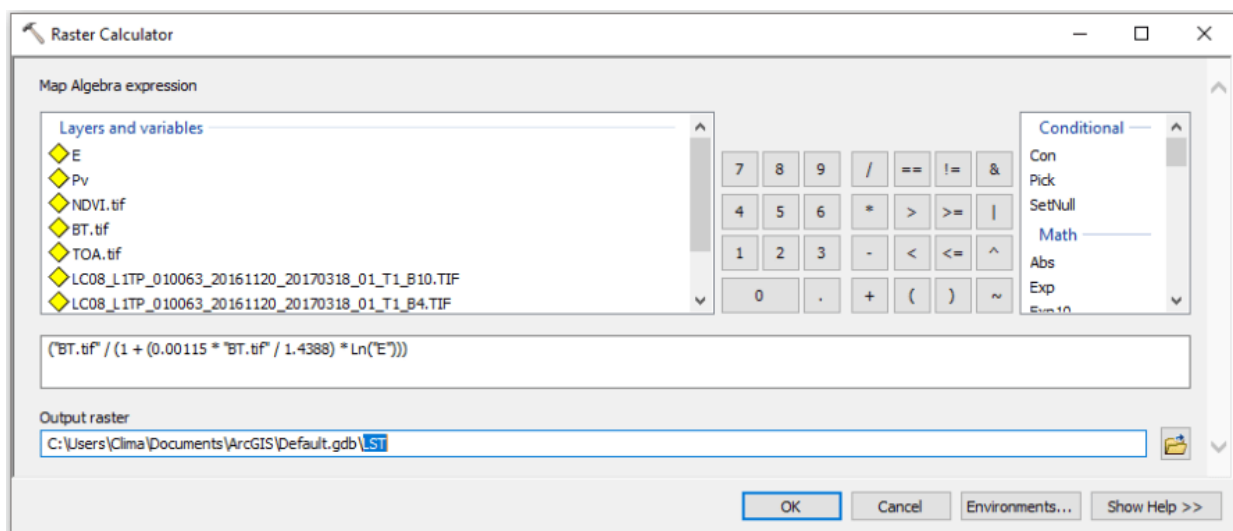 Raster Calculator
Map Algebra expression
Layers and variables
E
Pv
NDVI.tif
BT.tif
TOA.tif
LC08_L1TP_010063_20161120_20170318_01_T1_B10.TIF
LC08_L1TP_010063_20161120_20170318_01_T1_B4.TIF
7 8 9 / == != &
4 5 6 * > >= |
1 2 3 - < <= ^
0 . + ( ) ~
Conditional
Con
Pick
SetNull
Math
Abs
Exp
Exp10
("BT.tif" / (1 + (0.00115 * "BT.tif" / 1.4388) * Ln("E")))
Output raster
C:\Users\Clima\Documents\ArcGIS\Default.gdb\LST
OK Cancel Environments... Show Help >>